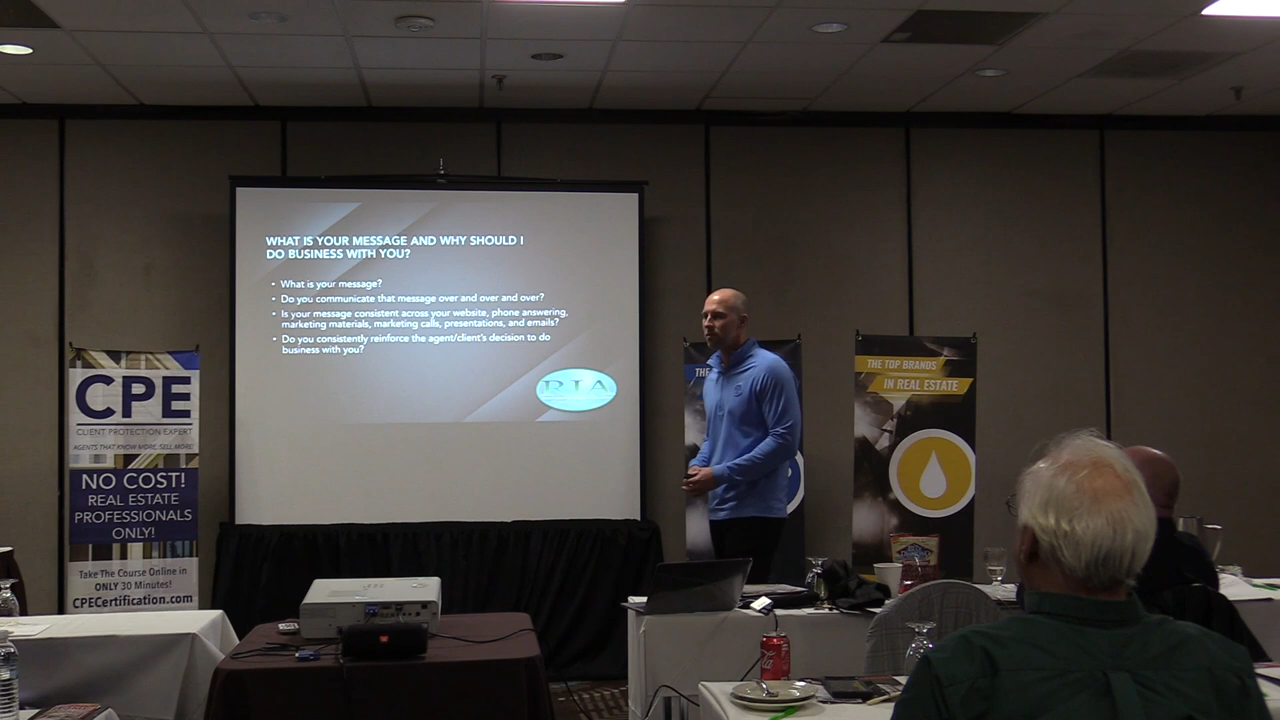 WHAT IS YOUR MESSAGE AND WHY SHOULD I
DO BUSINESS WITH YOU?
• What is your message?
• Do you communicate that message over and over and over?
• Is your message consistent across your website, phone answering,
marketing materials, marketing calls, presentations, and emails?
• Do you consistently reinforce the agent/client's decision to do
business with you?
RIA
CPE
CLIENT PROTECTION EXPERT
AGENTS THAT KNOW MORE, SELL MORE!
NO COST!
REAL ESTATE
PROFESSIONALS
ONLY!
Take The Course Online in
ONLY 30 Minutes!
CPECertification.com
THE
THE TOP BRANDS
IN REAL ESTATE